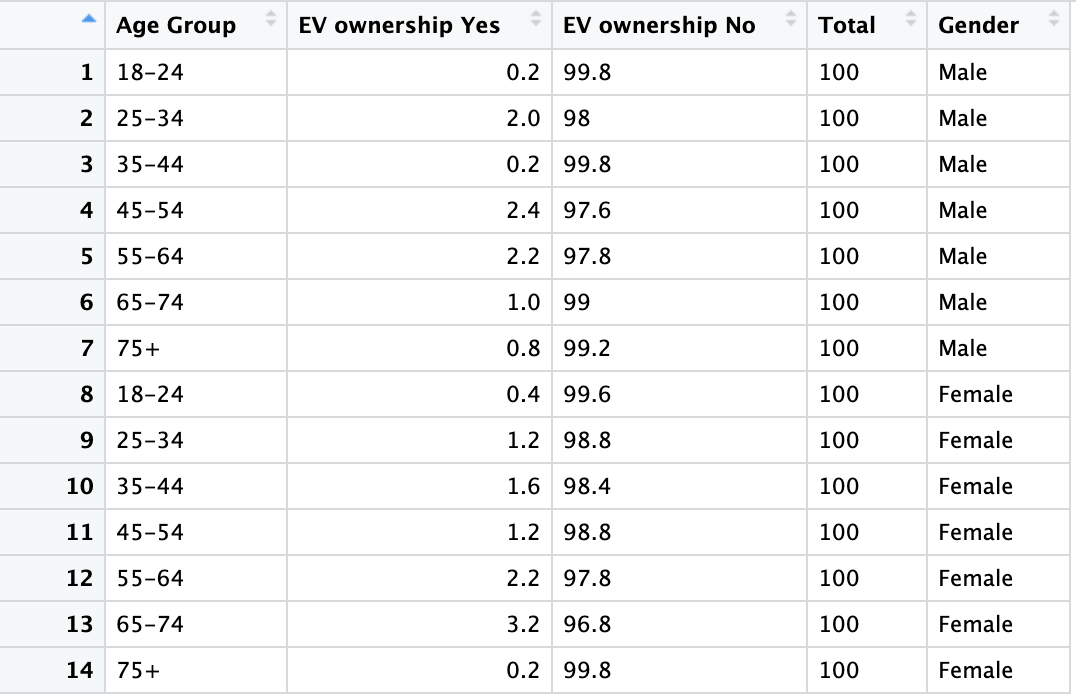 Age Group EV ownership Yes EV ownership No Total Gender
1 18–24 0.2 99.8 100 Male
2 25–34 2.0 98 100 Male
3 35–44 0.2 99.8 100 Male
4 45–54 2.4 97.6 100 Male
5 55–64 2.2 97.8 100 Male
6 65–74 1.0 99 100 Male
7 75+ 0.8 99.2 100 Male
8 18–24 0.4 99.6 100 Female
9 25–34 1.2 98.8 100 Female
10 35–44 1.6 98.4 100 Female
11 45–54 1.2 98.8 100 Female
12 55–64 2.2 97.8 100 Female
13 65–74 3.2 96.8 100 Female
14 75+ 0.2 99.8 100 Female